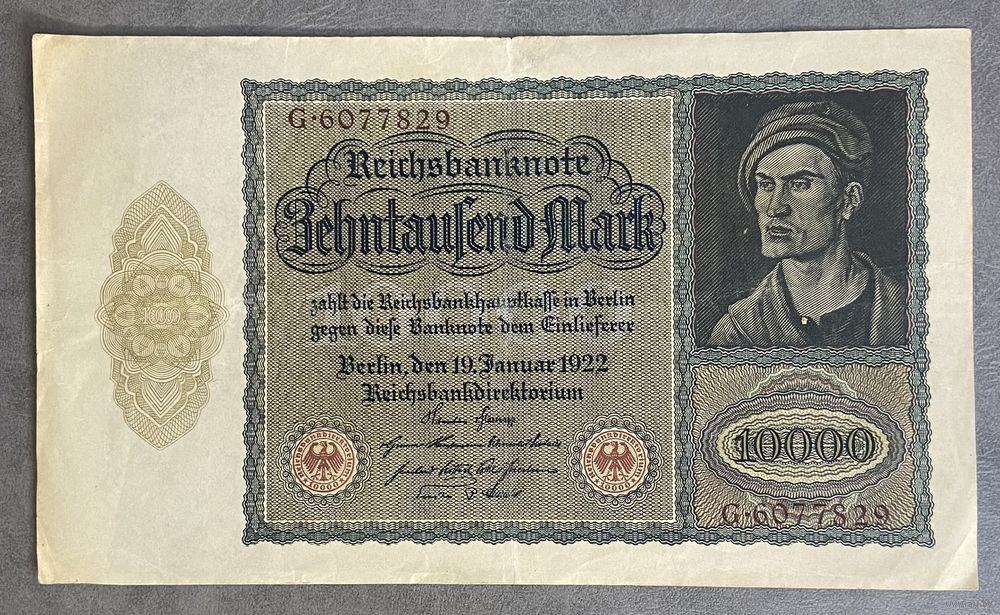 G·6077829
Reichsbanknote
Zehntauſend Mark
zahlt die Reichsbankhauptkaſſe in Berlin
gegen dieſe Banknote dem Einlieferer
Berlin, den 19. Januar 1922
Reichsbankdirektorium
10000
G·6077829